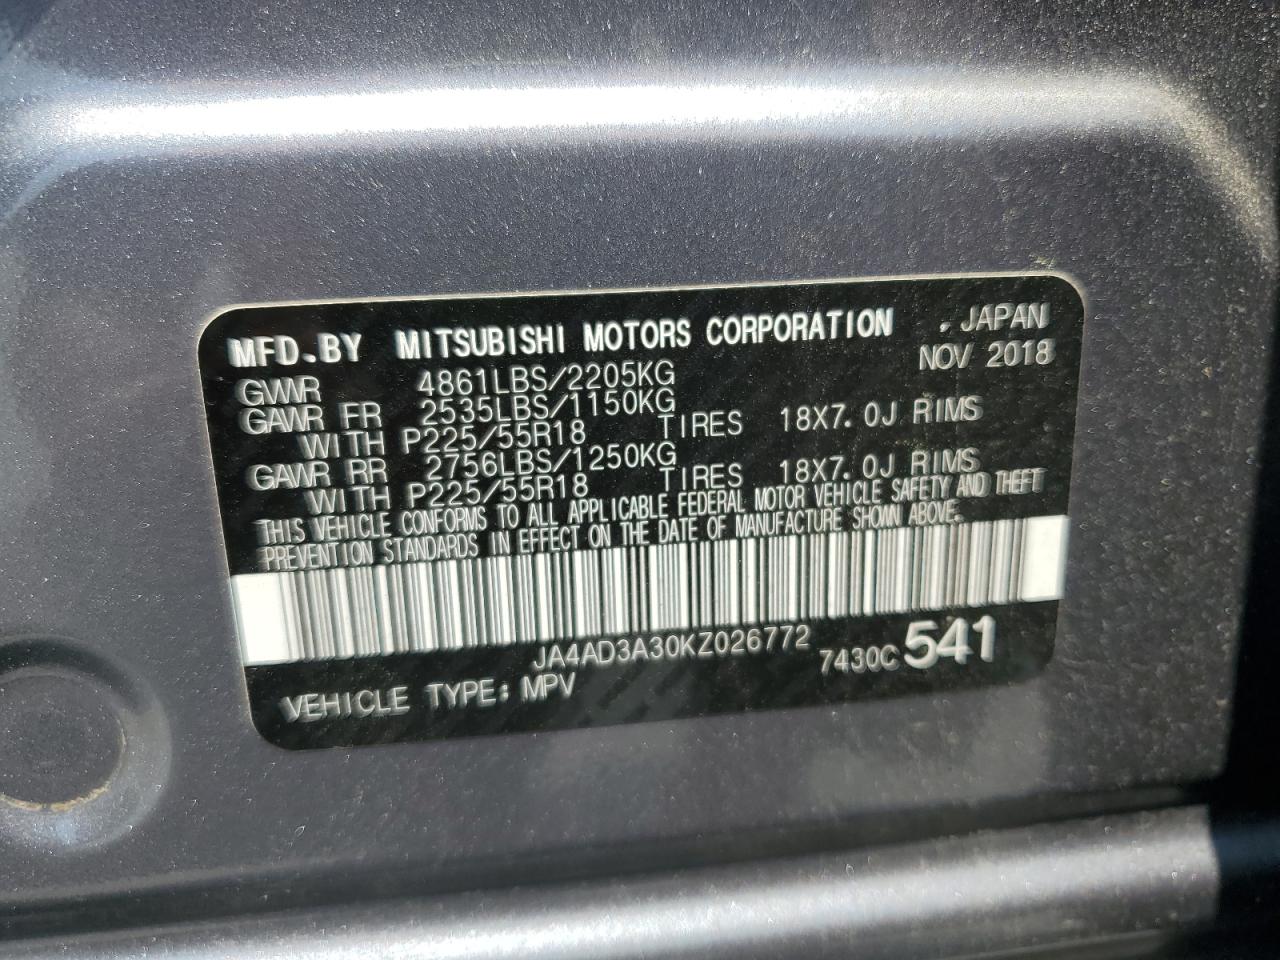 MFD.BY MITSUBISHI MOTORS CORPORATION . JAPAN
NOV 2018
GVWR 4861LBS/2205KG
GAWR FR 2535LBS/1150KG
WITH P225/55R18 TIRES 18X7.0J RIMS
GAWR RR 2756LBS/1250KG
WITH P225/55R18 TIRES 18X7.0J RIMS
THIS VEHICLE CONFORMS TO ALL APPLICABLE FEDERAL MOTOR VEHICLE SAFETY AND THEFT
PREVENTION STANDARDS IN EFFECT ON THE DATE OF MANUFACTURE SHOWN ABOVE.
JA4AD3A30KZ026772 7430C 541
VEHICLE TYPE: MPV